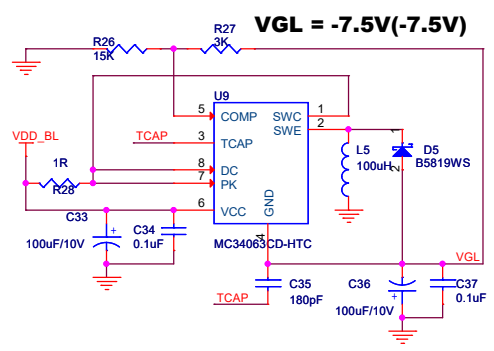 VGL = -7.5V(-7.5V)
R26
15K
R27
3K
U9
5 COMP
SWC 1
SWE 2
3 TCAP
TCAP
VDD_BL
1R
R28
8 DC
7 PK
6 VCC
GND
4
MC34063CD-HTC
L5
100uH
1
2
D5
B5819WS
C33
100uF/10V
C34
0.1uF
VGL
C35
180pF
TCAP
C36
100uF/10V
C37
0.1uF